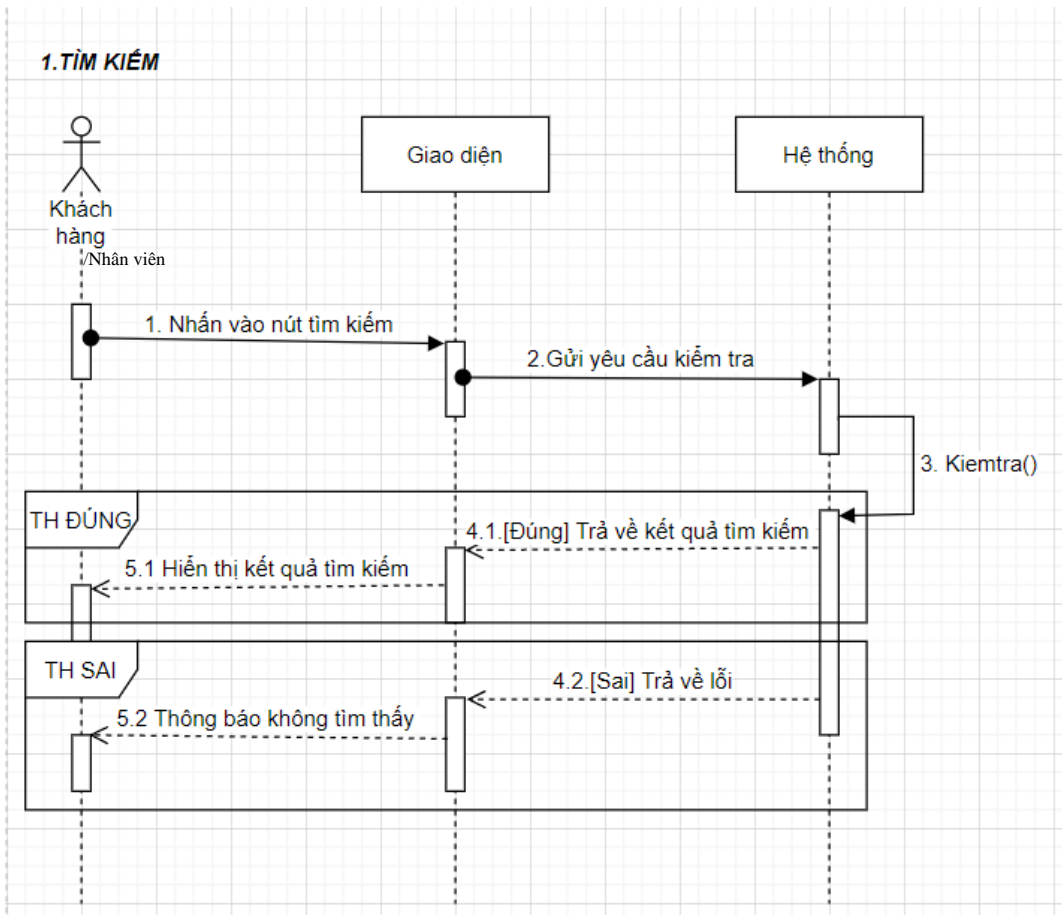 1.TÌM KIẾM
Giao diện
Hệ thống
Khách
hàng
/Nhân viên
1. Nhấn vào nút tìm kiếm
2.Gửi yêu cầu kiểm tra
3. Kiemtra()
TH ĐÚNG
4.1.[Đúng] Trả về kết quả tìm kiếm
5.1 Hiển thị kết quả tìm kiếm
TH SAI
4.2.[Sai] Trả về lỗi
5.2 Thông báo không tìm thấy